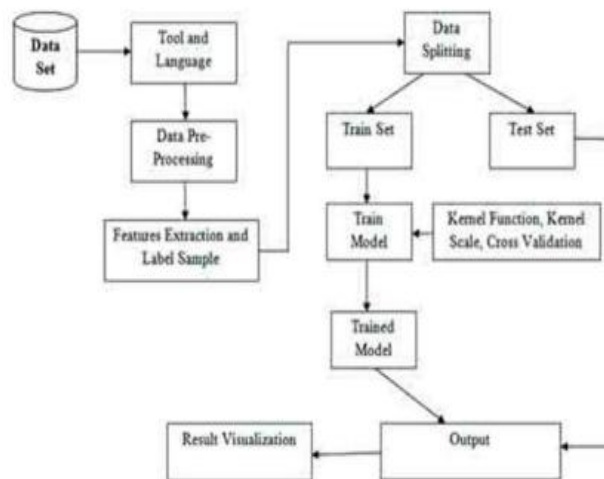 Data
Set
Tool and
Language
Data Pre-
Processing
Features Extraction and
Label Sample
Data
Splitting
Train Set
Test Set
Train
Model
Kernel Function, Kernel
Scale, Cross Validation
Trained
Model
Output
Result Visualization